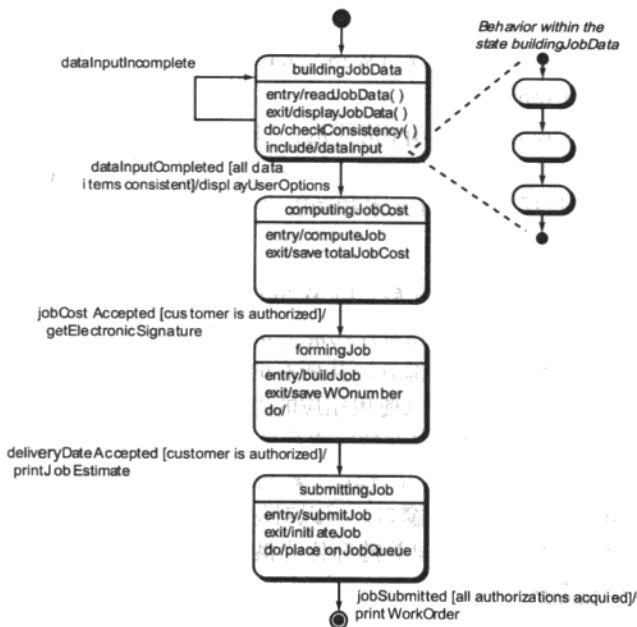 Behavior within the
state buildingJobData
dataInputIncomplete
buildingJobData
entry/readJobData( )
exit/displayJobData( )
do/checkConsistency( )
include/dataInput
dataInputCompleted [all data
items consistent]/displayUserOptions
computingJobCost
entry/computeJob
exit/save totalJobCost
jobCost Accepted [customer is authorized]/
getElectronicSignature
formingJob
entry/buildJob
exit/save WOnumber
do/
deliveryDateAccepted [customer is authorized]/
printJobEstimate
submittingJob
entry/submitJob
exit/initiateJob
do/place onJobQueue
jobSubmitted [all authorizations acquied]/
print WorkOrder